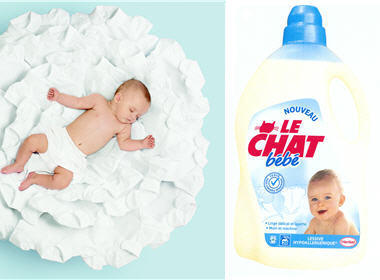 NOUVEAU
LE
CHAT
bébé
• Linge délicat et layette
• Main et machine
LESSIVE
HYPOALLERGÉNIQUE*
Henkel